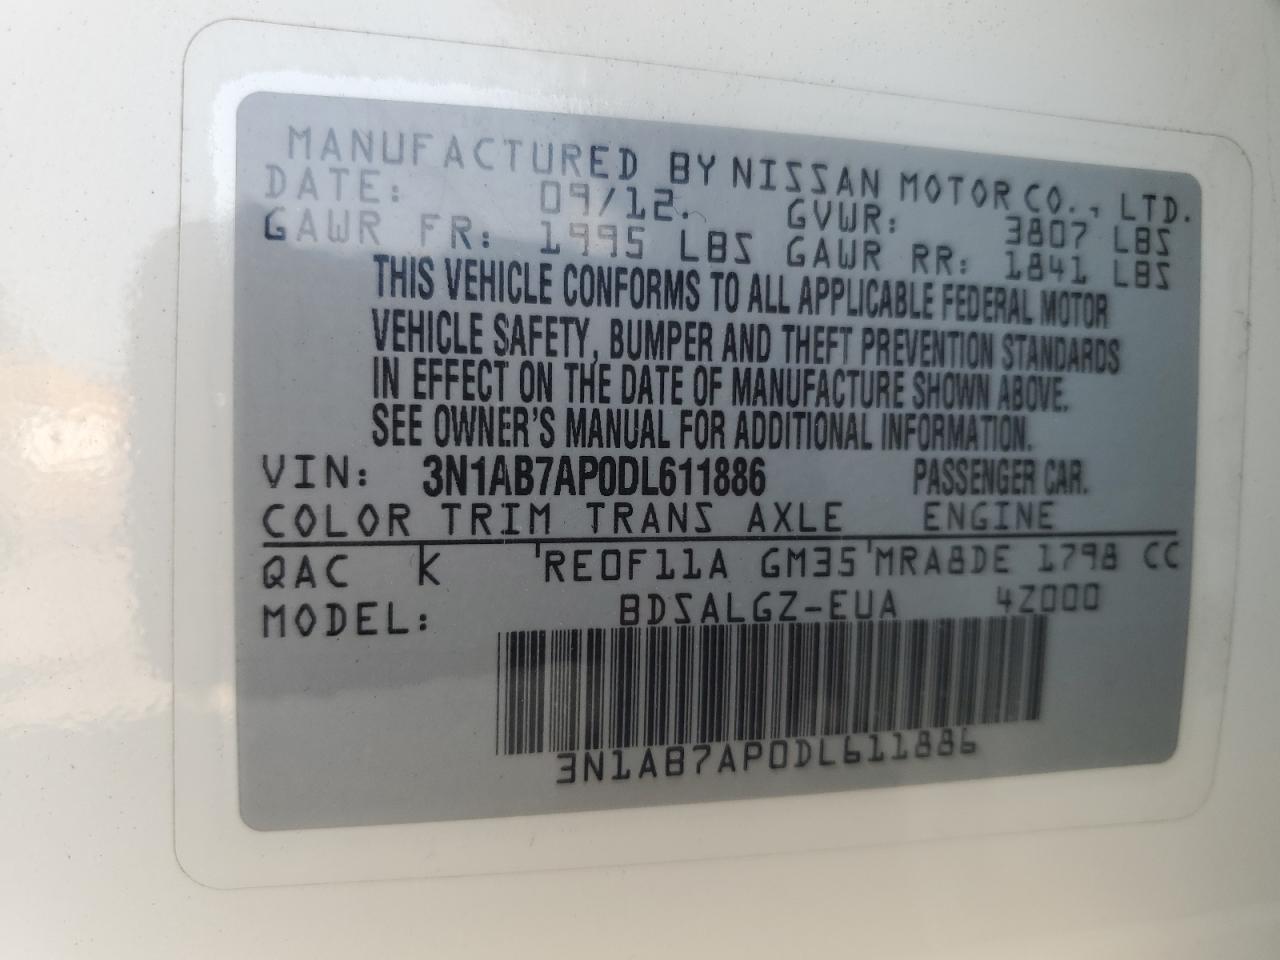 MANUFACTURED BY NISSAN MOTOR CO., LTD.
DATE: 09/12. GVWR: 3807 LBS
GAWR FR: 1995 LBS GAWR RR: 1841 LBS
THIS VEHICLE CONFORMS TO ALL APPLICABLE FEDERAL MOTOR
VEHICLE SAFETY, BUMPER AND THEFT PREVENTION STANDARDS
IN EFFECT ON THE DATE OF MANUFACTURE SHOWN ABOVE.
SEE OWNER'S MANUAL FOR ADDITIONAL INFORMATION.
VIN: 3N1AB7AP0DL611886 PASSENGER CAR.
COLOR TRIM TRANS AXLE ENGINE
QAC K RE0F11A GM35 MRA8DE 1798 CC
MODEL: BDSALGZ-EUA 4Z000
3N1AB7AP0DL611886